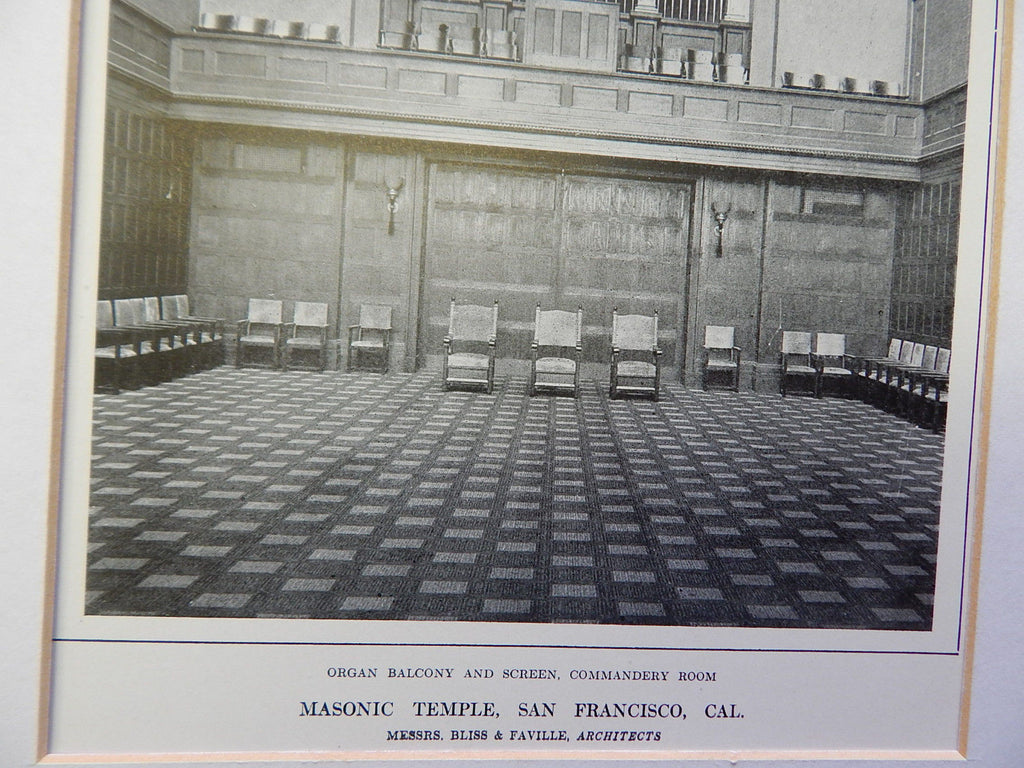 ORGAN BALCONY AND SCREEN, COMMANDERY ROOM
MASONIC TEMPLE, SAN FRANCISCO, CAL.
MESSRS. BLISS & FAVILLE, ARCHITECTS